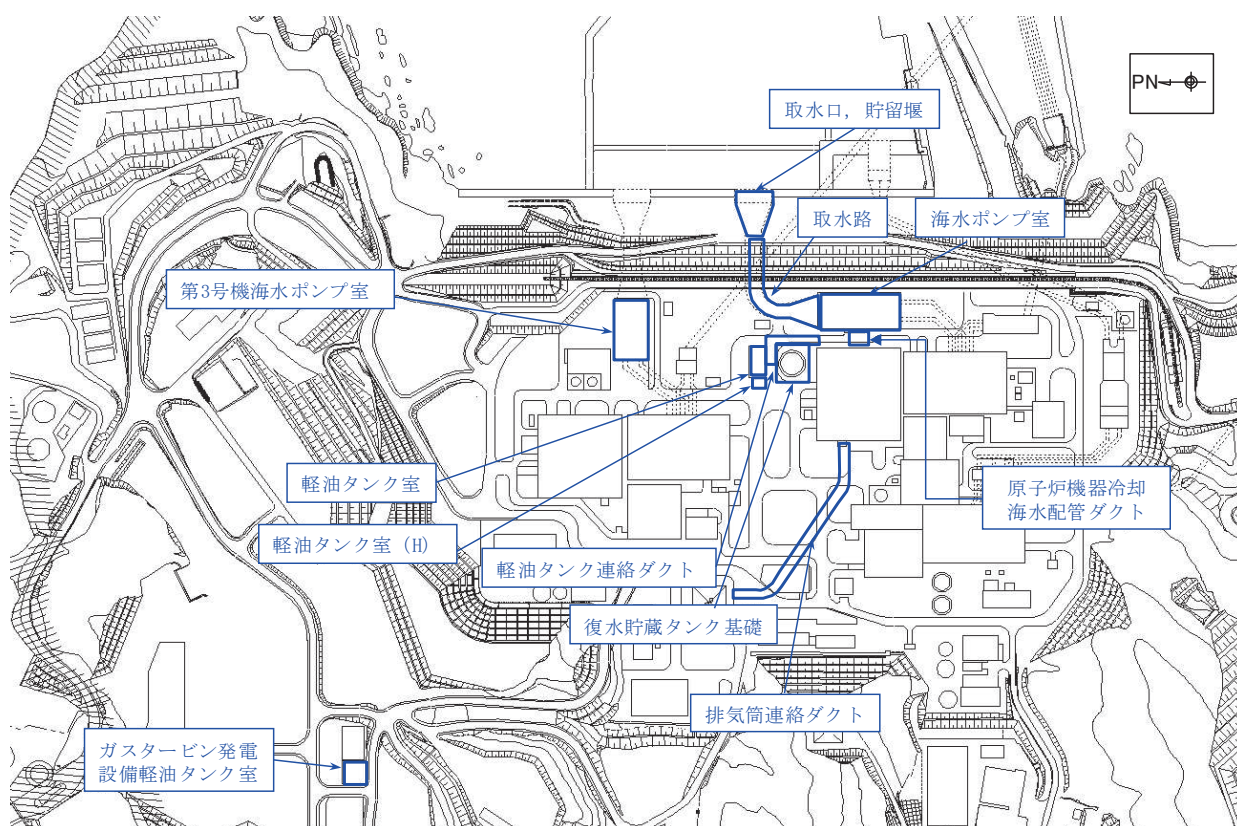 PN
取水口，貯留堰
取水路
海水ポンプ室
第3号機海水ポンプ室
軽油タンク室
軽油タンク室（H）
軽油タンク連絡ダクト
復水貯蔵タンク基礎
原子炉機器冷却
海水配管ダクト
排気筒連絡ダクト
ガスタービン発電
設備軽油タンク室